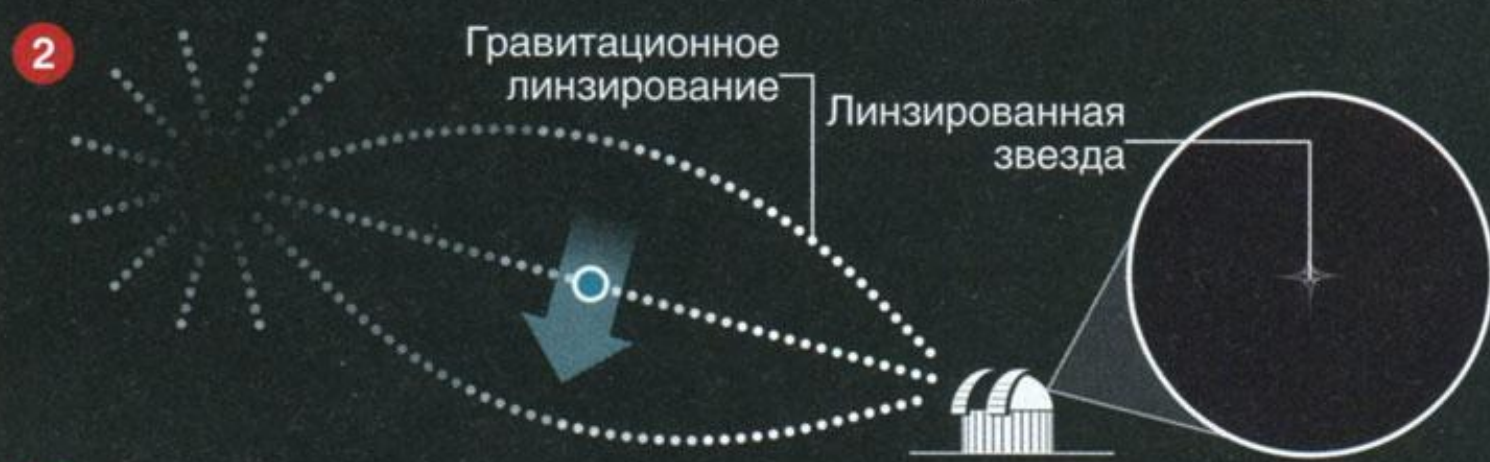 2
Гравитационное
линзирование
Линзированная
звезда